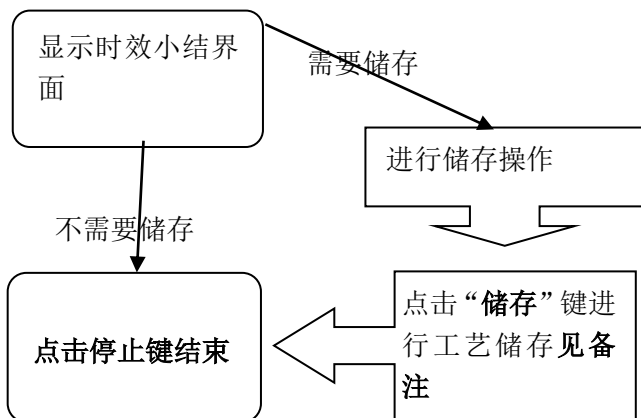 显示时效小结界
面
需要储存
进行储存操作
不需要储存
点击“储存”键进
行工艺储存见备
注
点击停止键结束